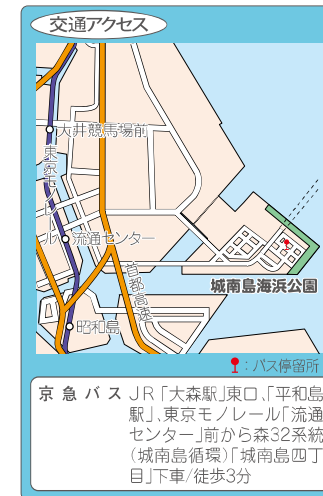 交通アクセス
大井競馬場前
東京モノレール
流通センター
首都高速
城南島海浜公園
昭和島
：バス停留所
京急バス JR「大森駅」東口、「平和島
駅」、東京モノレール「流通
センター」前から森32系統
(城南島循環)「城南島四丁
目」下車/徒歩3分